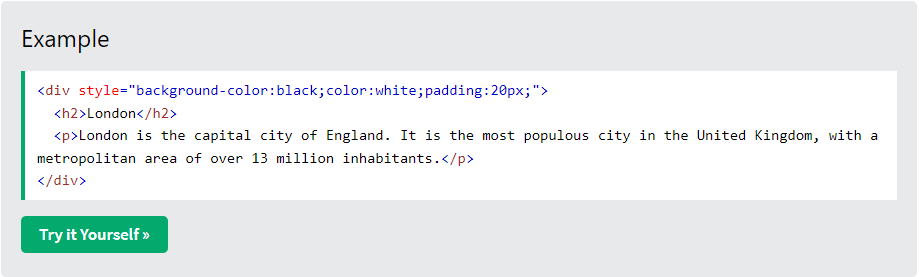 Example
<div style="background-color:black;color:white;padding:20px;">
  <h2>London</h2>
  <p>London is the capital city of England. It is the most populous city in the United Kingdom, with a
metropolitan area of over 13 million inhabitants.</p>
</div>
Try it Yourself »